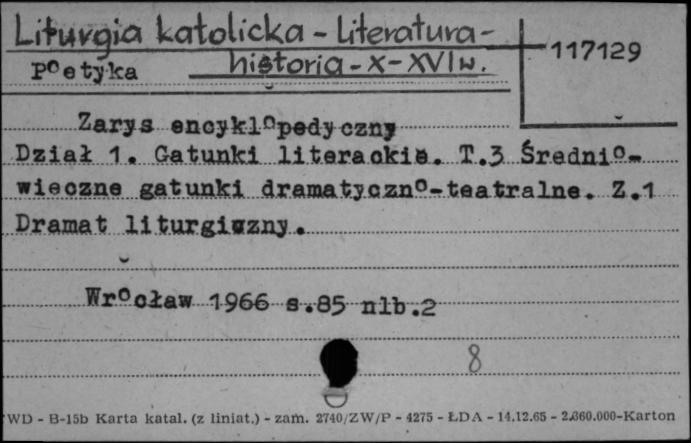 Liturgia katolicka - literatura -
historia - X - XVI w.
117129
Poetyka
Zarys encyklopedyczny
Dział 1. Gatunki literackie. T.3 Średnio-
wieczne gatunki dramatyczno-teatralne. Z.1
Dramat liturgiczny.
Wrocław 1966 s.85 nlb.2
8
WD - B-15b Karta katal. (z liniat.) - zam. 2740/ZW/P - 4275 - ŁDA - 14.12.65 - 2.360.000-Karton